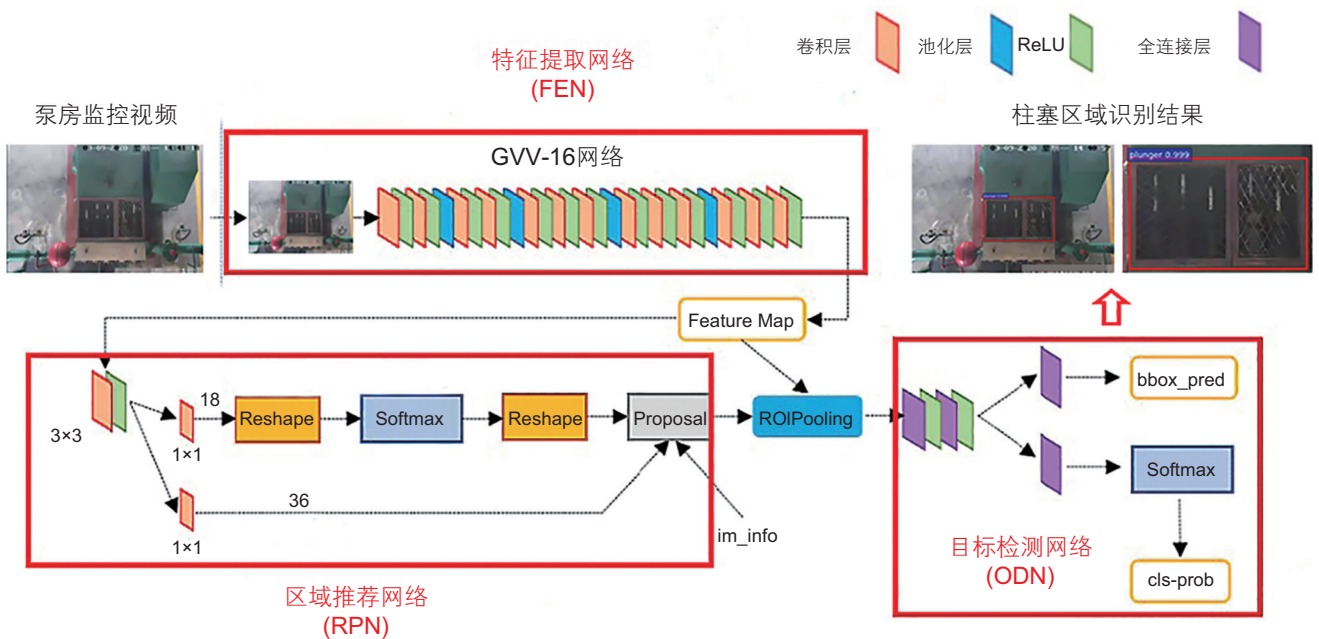 卷积层
池化层
ReLU
全连接层
特征提取网络
(FEN)
泵房监控视频
柱塞区域识别结果
GVV-16网络
plunger 0.999
Feature Map
3×3
18
1×1
Reshape
Softmax
Reshape
Proposal
ROIPooling
bbox_pred
Softmax
36
1×1
im_info
cls-prob
目标检测网络
(ODN)
区域推荐网络
(RPN)